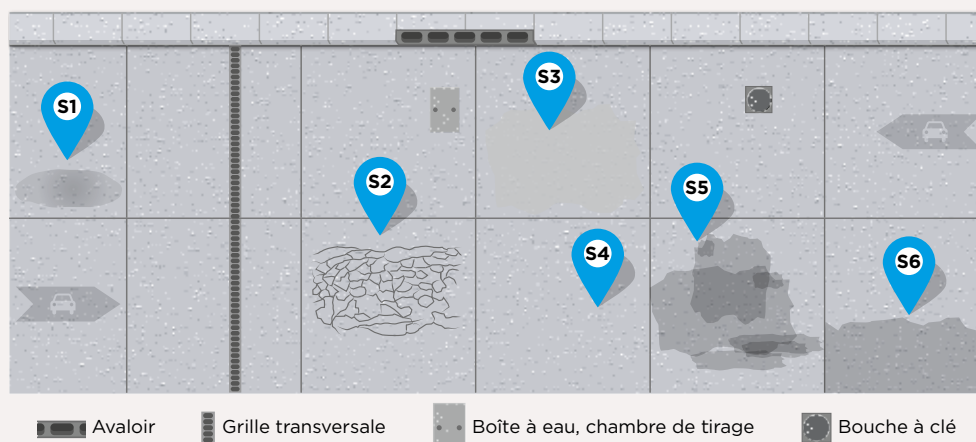 S1
S2
S3
S4
S5
S6
Avaloir
Grille transversale
Boîte à eau, chambre de tirage
Bouche à clé